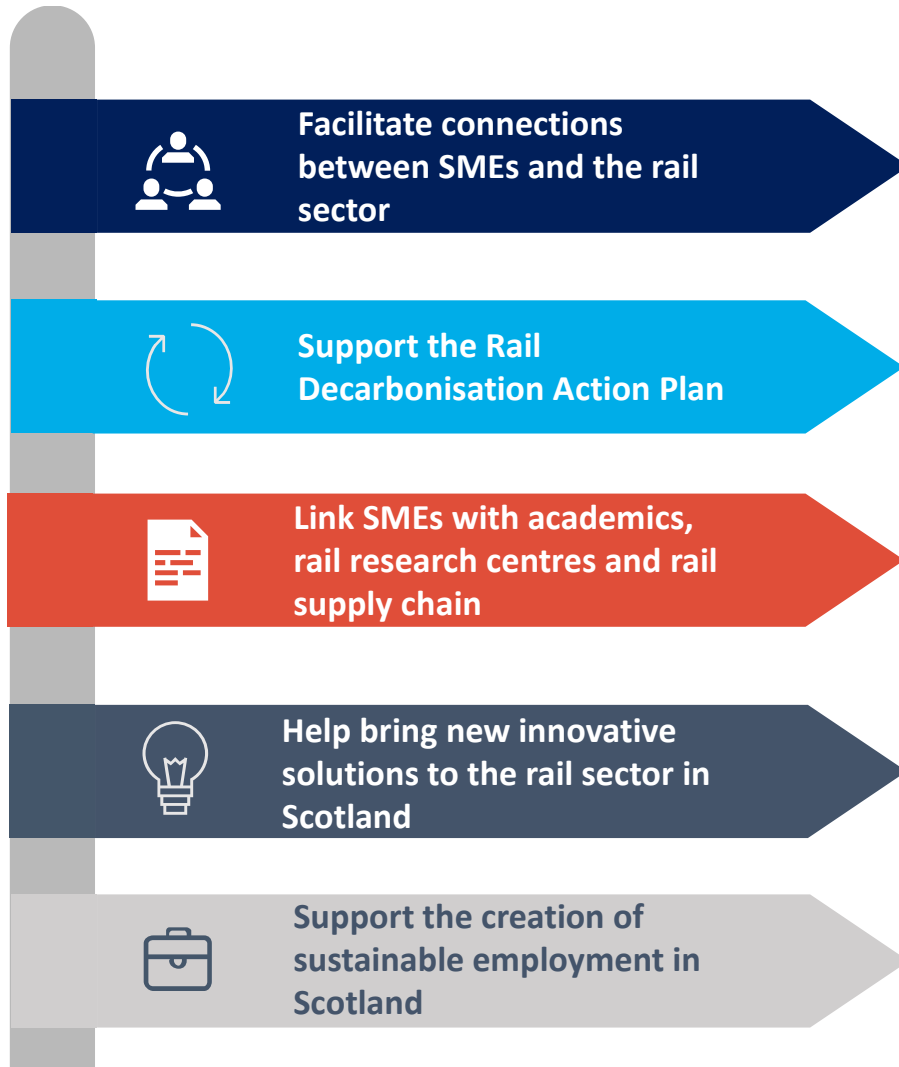 Facilitate connections
between SMEs and the rail
sector
Support the Rail
Decarbonisation Action Plan
Link SMEs with academics,
rail research centres and rail
supply chain
Help bring new innovative
solutions to the rail sector in
Scotland
Support the creation of
sustainable employment in
Scotland